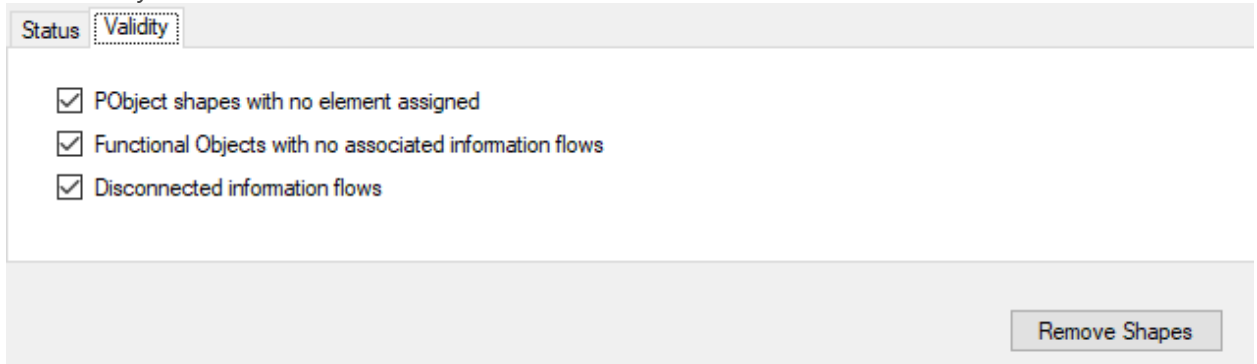 Status Validity
PObject shapes with no element assigned
Functional Objects with no associated information flows
Disconnected information flows
Remove Shapes